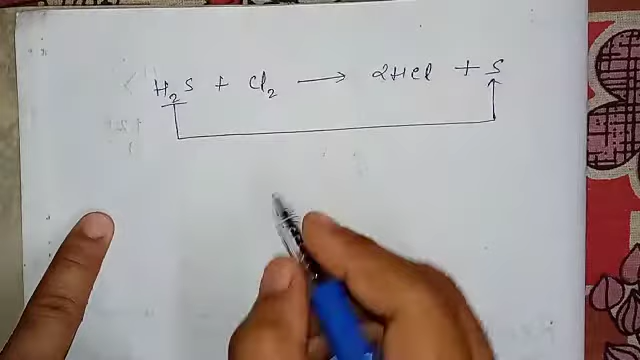 H₂S + Cl₂ → 2HCl + S